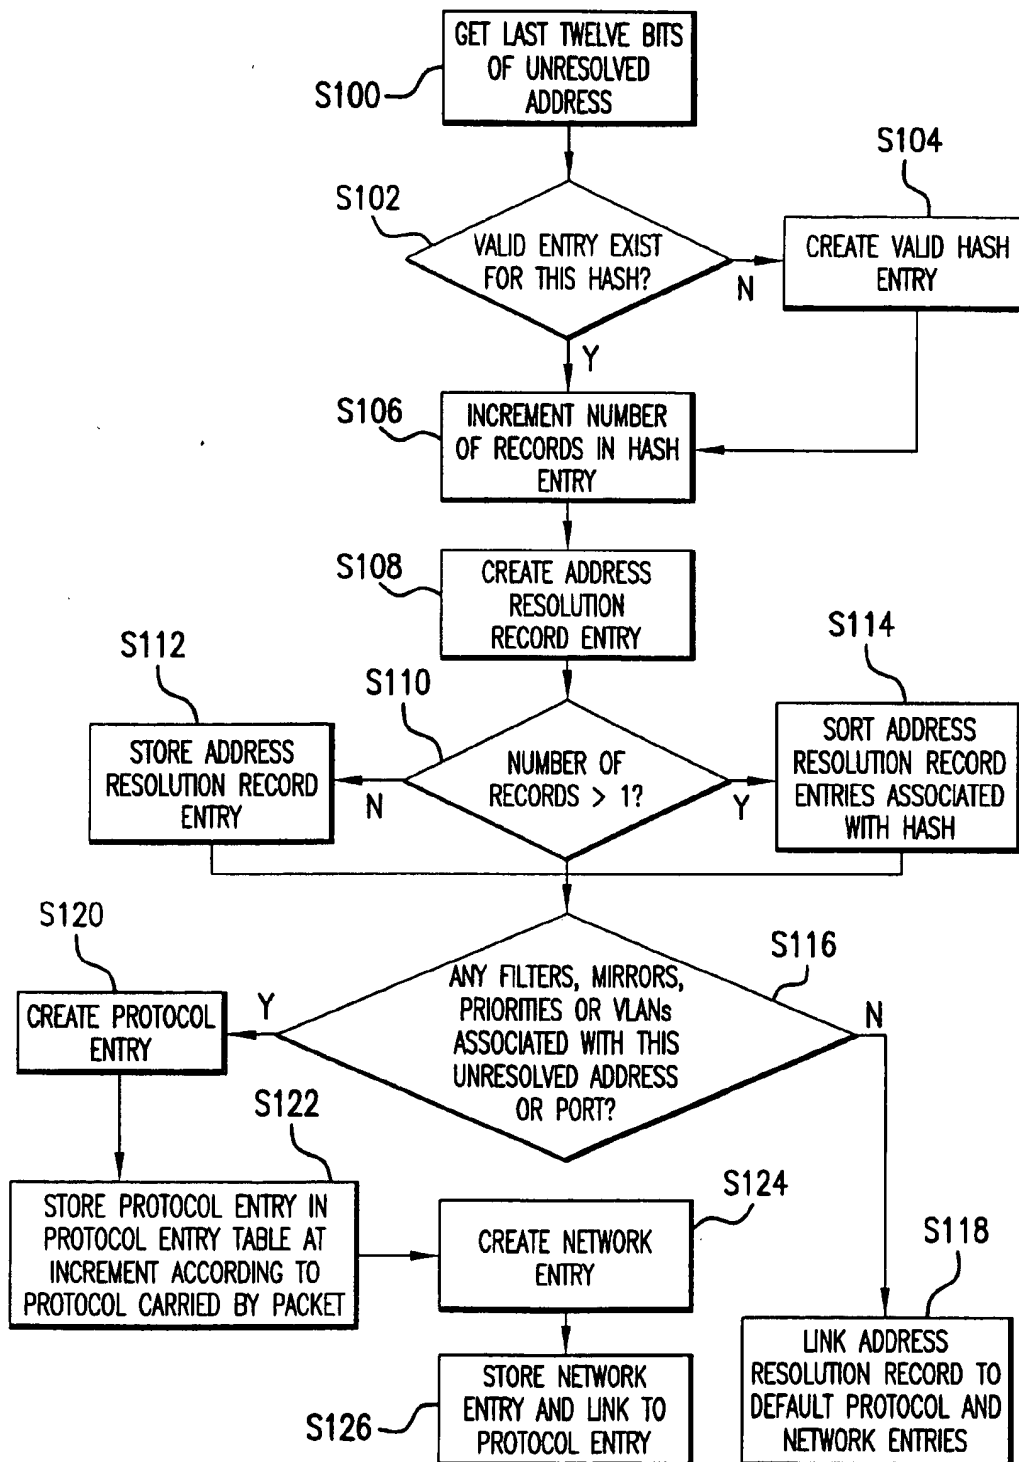 GET LAST TWELVE BITS
OF UNRESOLVED
ADDRESS
S100
S104
S102
VALID ENTRY EXIST
FOR THIS HASH?
N
CREATE VALID HASH
ENTRY
Y
S106
INCREMENT NUMBER
OF RECORDS IN HASH
ENTRY
S108
CREATE ADDRESS
RESOLUTION
RECORD ENTRY
S112
S110
S114
STORE ADDRESS
RESOLUTION RECORD
ENTRY
N
NUMBER OF
RECORDS > 1?
Y
SORT ADDRESS
RESOLUTION RECORD
ENTRIES ASSOCIATED
WITH HASH
S120
S116
CREATE PROTOCOL
ENTRY
Y
ANY FILTERS, MIRRORS,
PRIORITIES OR VLANs
ASSOCIATED WITH THIS
UNRESOLVED ADDRESS
OR PORT?
N
S122
STORE PROTOCOL ENTRY IN
PROTOCOL ENTRY TABLE AT
INCREMENT ACCORDING TO
PROTOCOL CARRIED BY PACKET
S124
CREATE NETWORK
ENTRY
S118
LINK ADDRESS
RESOLUTION RECORD TO
DEFAULT PROTOCOL AND
NETWORK ENTRIES
STORE NETWORK
ENTRY AND LINK TO
PROTOCOL ENTRY
S126